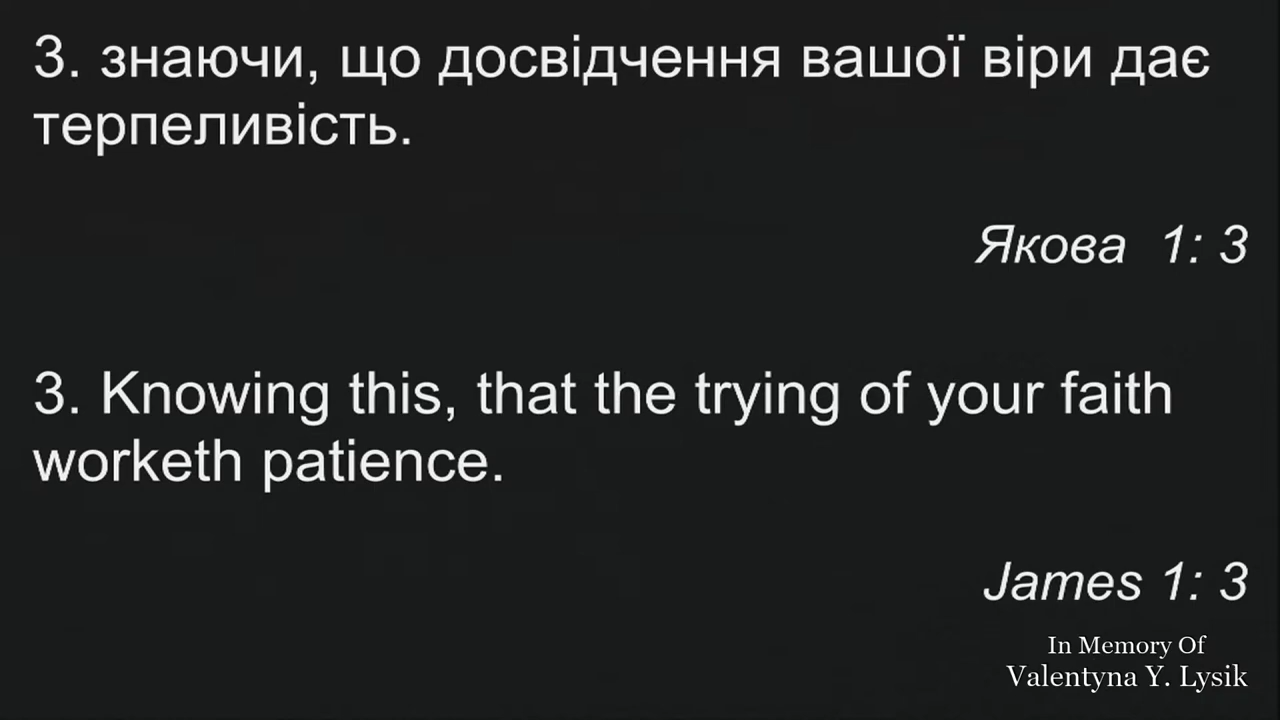 3. знаючи, що досвідчення вашої віри дає
терпеливість.
Якова 1: 3
3. Knowing this, that the trying of your faith
worketh patience.
James 1: 3
In Memory Of
Valentyna Y. Lysik